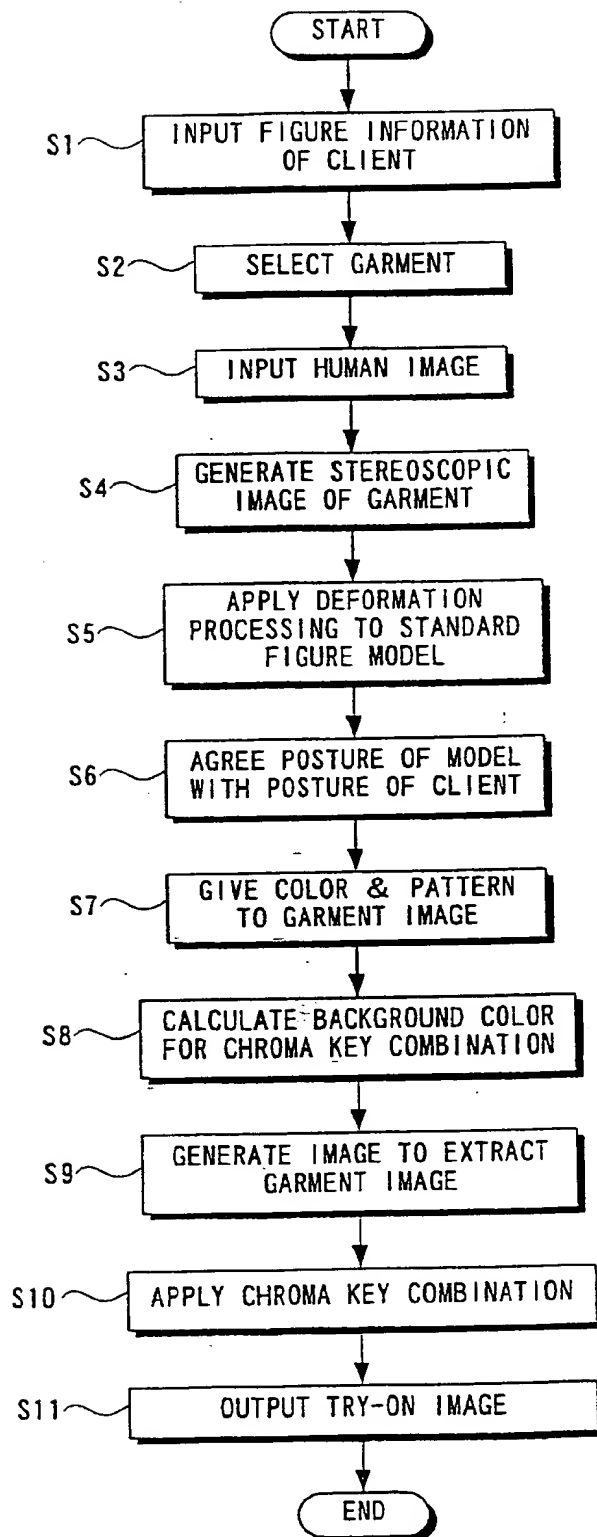 START
S1
INPUT FIGURE INFORMATION
OF CLIENT
S2
SELECT GARMENT
S3
INPUT HUMAN IMAGE
S4
GENERATE STEREOSCOPIC
IMAGE OF GARMENT
S5
APPLY DEFORMATION
PROCESSING TO STANDARD
FIGURE MODEL
S6
AGREE POSTURE OF MODEL
WITH POSTURE OF CLIENT
S7
GIVE COLOR & PATTERN
TO GARMENT IMAGE
S8
CALCULATE BACKGROUND COLOR
FOR CHROMA KEY COMBINATION
S9
GENERATE IMAGE TO EXTRACT
GARMENT IMAGE
S10
APPLY CHROMA KEY COMBINATION
S11
OUTPUT TRY-ON IMAGE
END